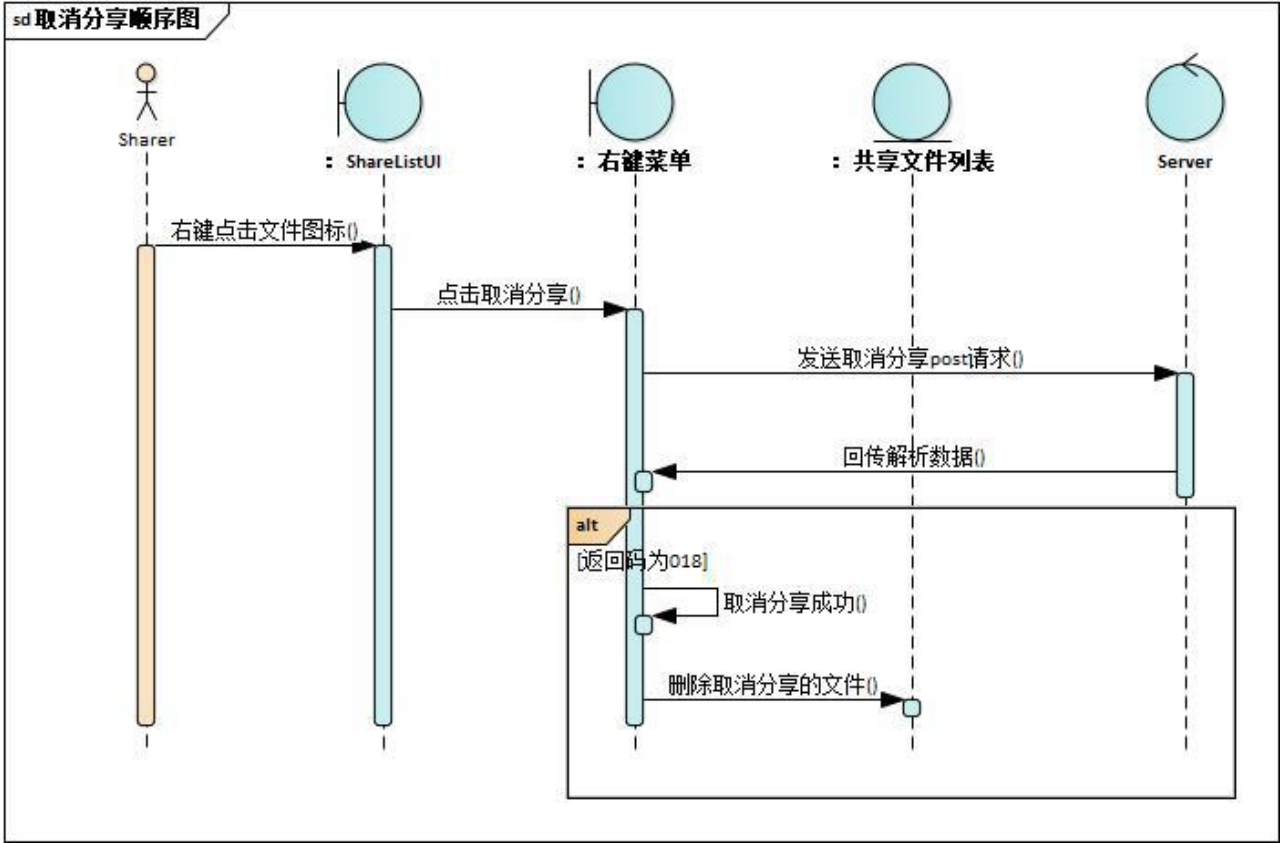 sd 取消分享顺序图
Sharer
: ShareListUI
: 右键菜单
: 共享文件列表
Server
右键点击文件图标()
点击取消分享()
发送取消分享post请求()
回传解析数据()
alt
[返回码为018]
取消分享成功()
删除取消分享的文件()